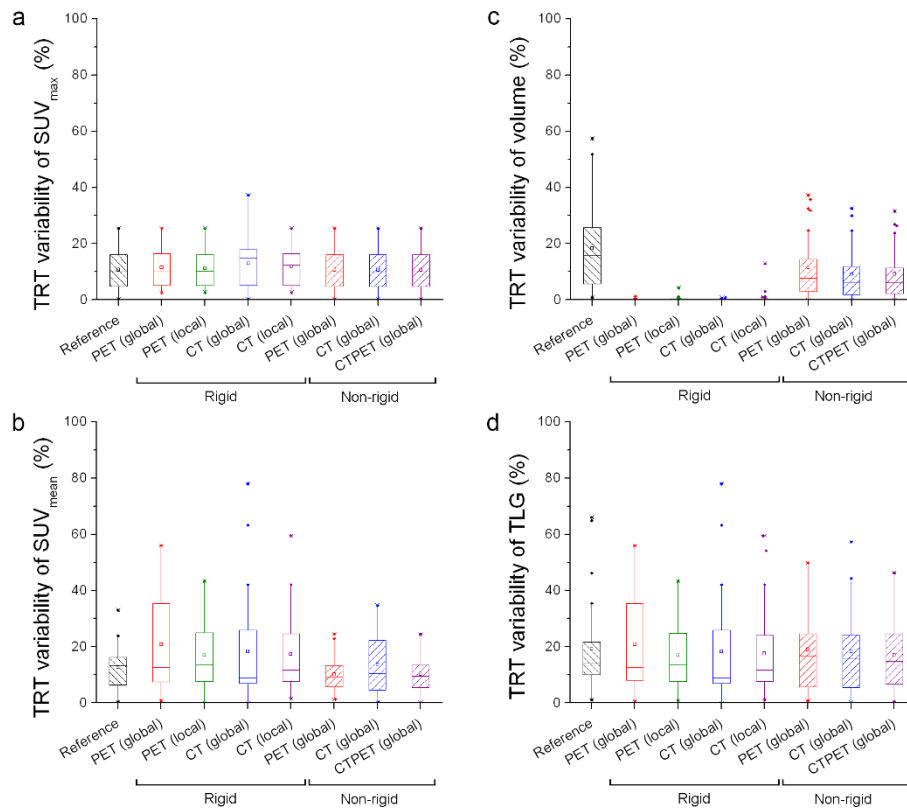 a
TRT variability of SUVmax (%)
100
80
60
40
20
0
Reference
PET (global)
PET (local)
CT (global)
CT (local)
PET (global)
CT (global)
CTPET (global)
Rigid
Non-rigid
c
TRT variability of volume (%)
100
80
60
40
20
0
Reference
PET (global)
PET (local)
CT (global)
CT (local)
PET (global)
CT (global)
CTPET (global)
Rigid
Non-rigid
b
TRT variability of SUVmean (%)
100
80
60
40
20
0
Reference
PET (global)
PET (local)
CT (global)
CT (local)
PET (global)
CT (global)
CTPET (global)
Rigid
Non-rigid
d
TRT variability of TLG (%)
100
80
60
40
20
0
Reference
PET (global)
PET (local)
CT (global)
CT (local)
PET (global)
CT (global)
CTPET (global)
Rigid
Non-rigid